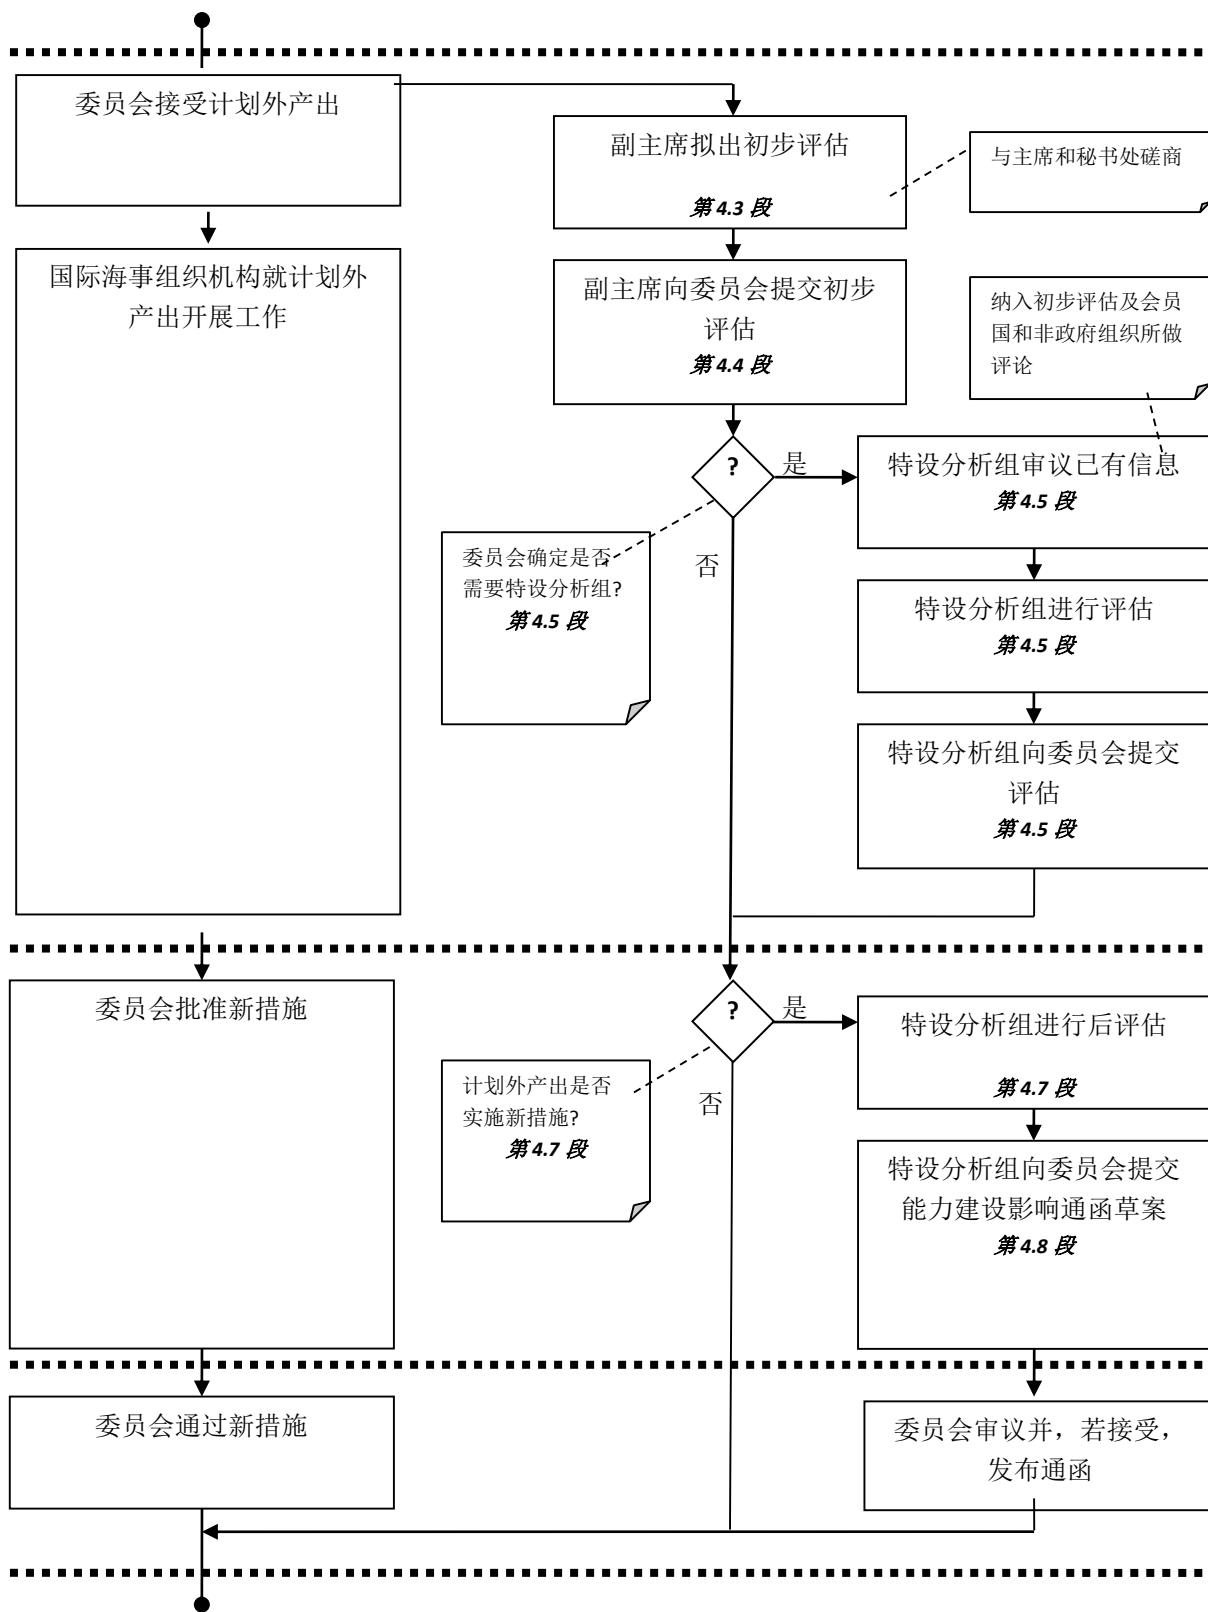 委员会接受计划外产出
副主席拟出初步评估
第 4.3 段
与主席和秘书处磋商
国际海事组织机构就计划外
产出开展工作
副主席向委员会提交初步
评估
第 4.4 段
纳入初步评估及会员
国和非政府组织所做
评论
?
是
特设分析组审议已有信息
第 4.5 段
委员会确定是否
需要特设分析组?
第 4.5 段
否
特设分析组进行评估
第 4.5 段
特设分析组向委员会提交
评估
第 4.5 段
委员会批准新措施
?
是
特设分析组进行后评估
第 4.7 段
计划外产出是否
实施新措施?
第 4.7 段
否
特设分析组向委员会提交
能力建设影响通函草案
第 4.8 段
委员会通过新措施
委员会审议并，若接受，
发布通函